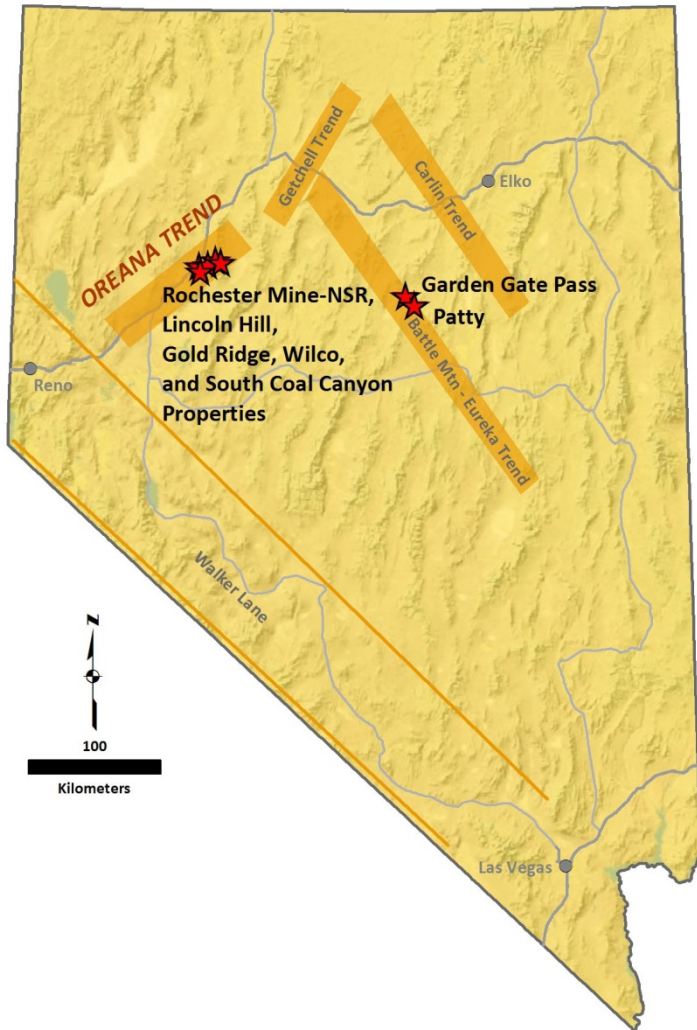 Getchell Trend
Carlin Trend
Elko
OREANA TREND
Rochester Mine-NSR,
Lincoln Hill,
Gold Ridge, Wilco,
and South Coal Canyon
Properties
Garden Gate Pass
Patty
Battle Mtn - Eureka Trend
Reno
Walker Lane
N
100
Kilometers
Las Vegas